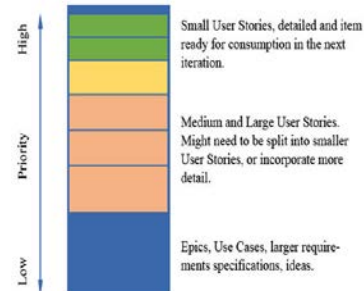 High
Priority
Low
Small User Stories, detailed and item
ready for consumption in the next
iteration.
Medium and Large User Stories.
Might need to be split into smaller
User Stories, or incorporate more
detail.
Epics, Use Cases, larger require-
ments specifications, ideas.